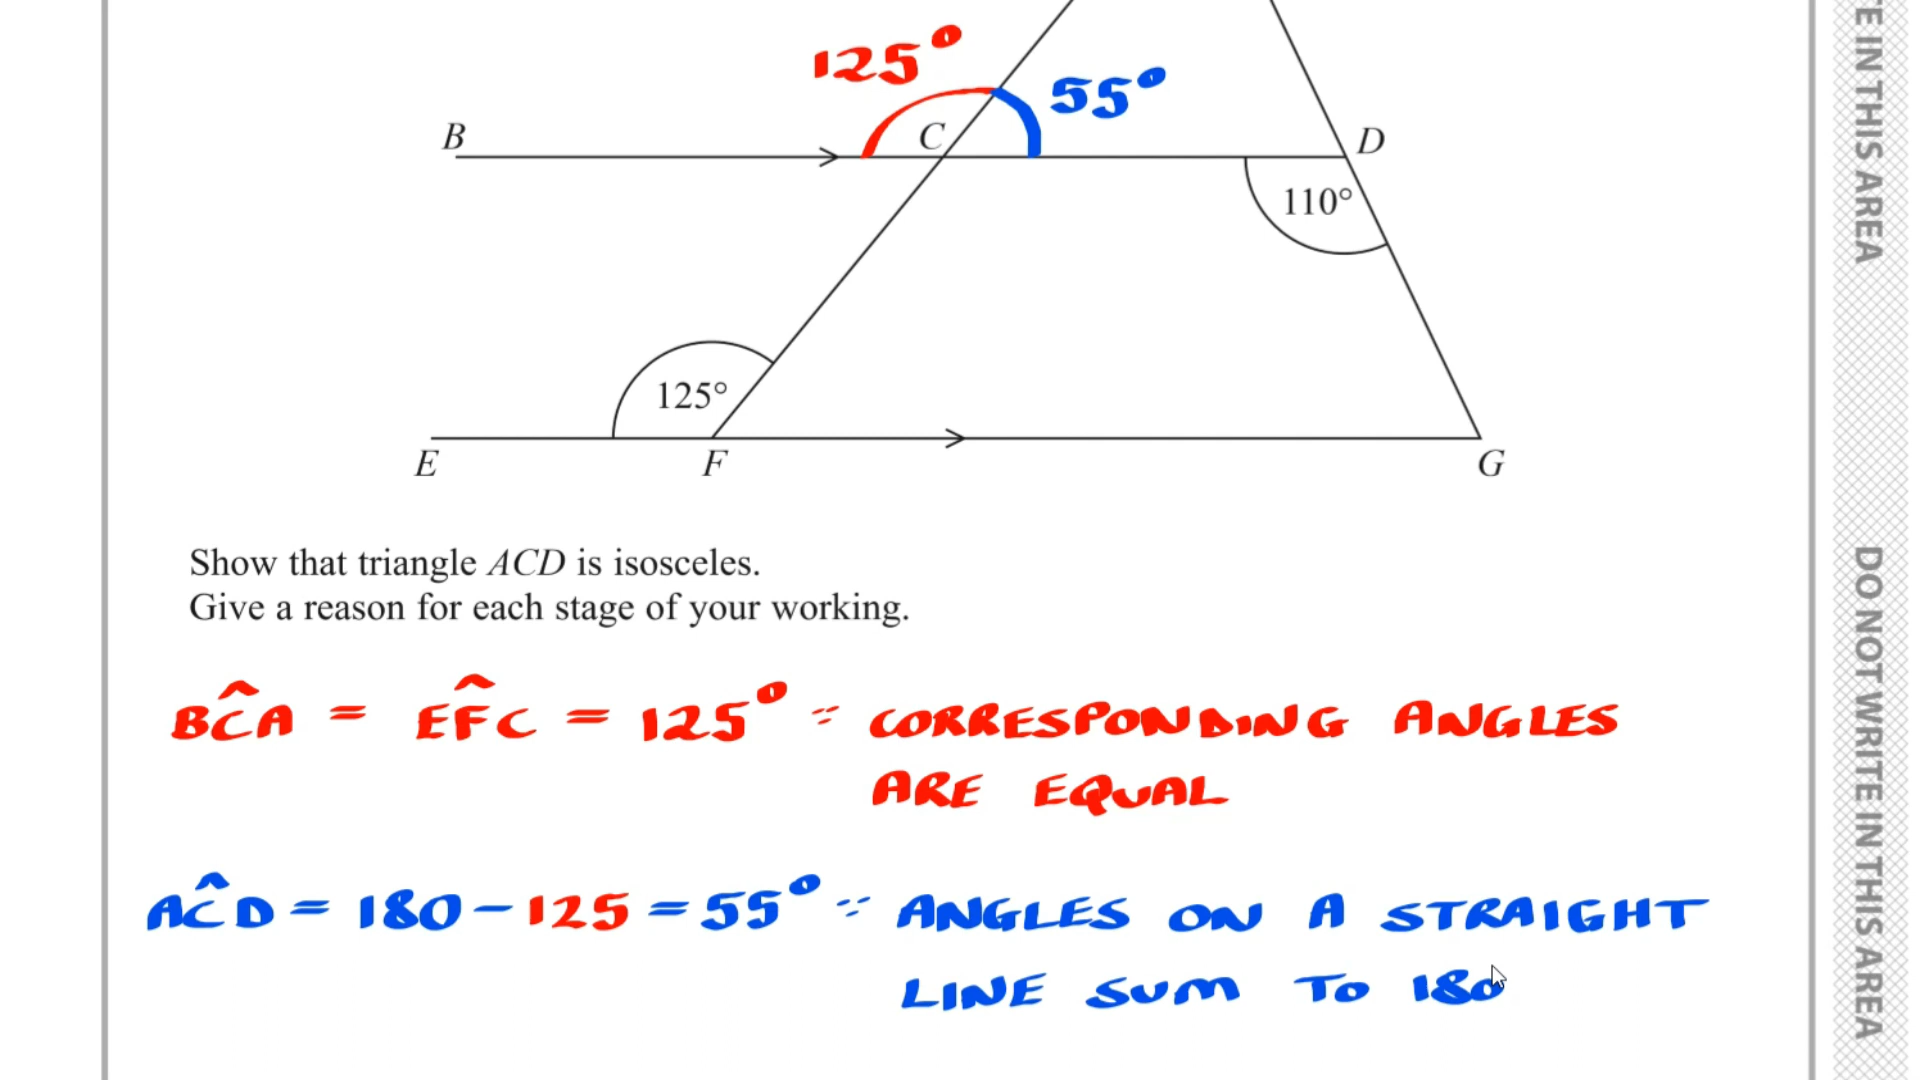 125°
55°
B
C
D
110°
125°
E
F
G
Show that triangle ACD is isosceles.
Give a reason for each stage of your working.
BĈA = EF̂C = 125° ∵ CORRESPONDING ANGLES
ARE EQUAL
AĈD = 180 - 125 = 55° ∵ ANGLES ON A STRAIGHT
LINE SUM TO 180
TE IN THIS AREA
DO NOT WRITE IN THIS AREA